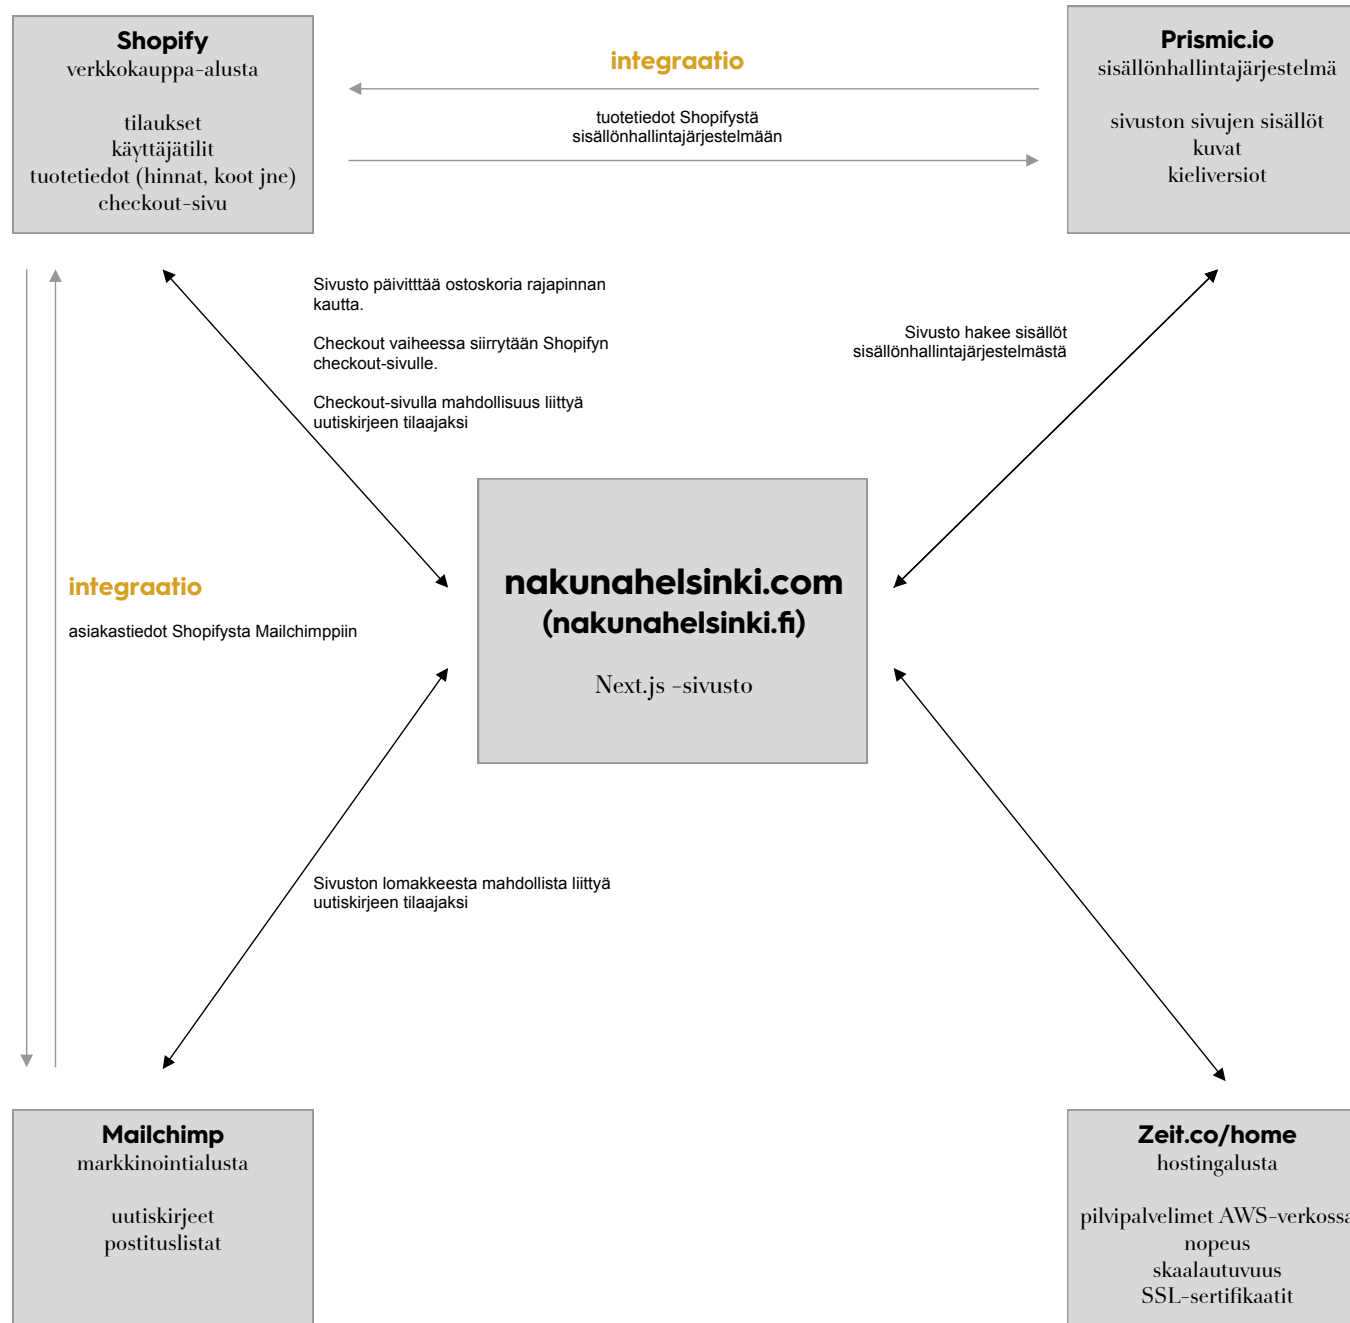 Shopify
verkkokauppa-alusta
tilaukset
käyttäjätilit
tuotetiedot (hinnat, koot jne)
checkout-sivu
integraatio
tuotetiedot Shopifystä
sisällönhallintajärjestelmään
Prismic.io
sisällönhallintajärjestelmä
sivuston sivujen sisällöt
kuvat
kieliversiot
Sivusto päivitttää ostoskoria rajapinnan
kautta.
Checkout vaiheessa siirrytään Shopifyn
checkout-sivulle.
Checkout-sivulla mahdollisuus liittyä
uutiskirjeen tilaajaksi
Sivusto hakee sisällöt
sisällönhallintajärjestelmästä
integraatio
asiakastiedot Shopifysta Mailchimppiin
nakunahelsinki.com
(nakunahelsinki.fi)
Next.js -sivusto
Sivuston lomakkeesta mahdollista liittyä
uutiskirjeen tilaajaksi
Mailchimp
markkinointialusta
uutiskirjeet
postituslistat
Zeit.co/home
hostingalusta
pilvipalvelimet AWS-verkossa
nopeus
skaalautuvuus
SSL-sertifikaatit